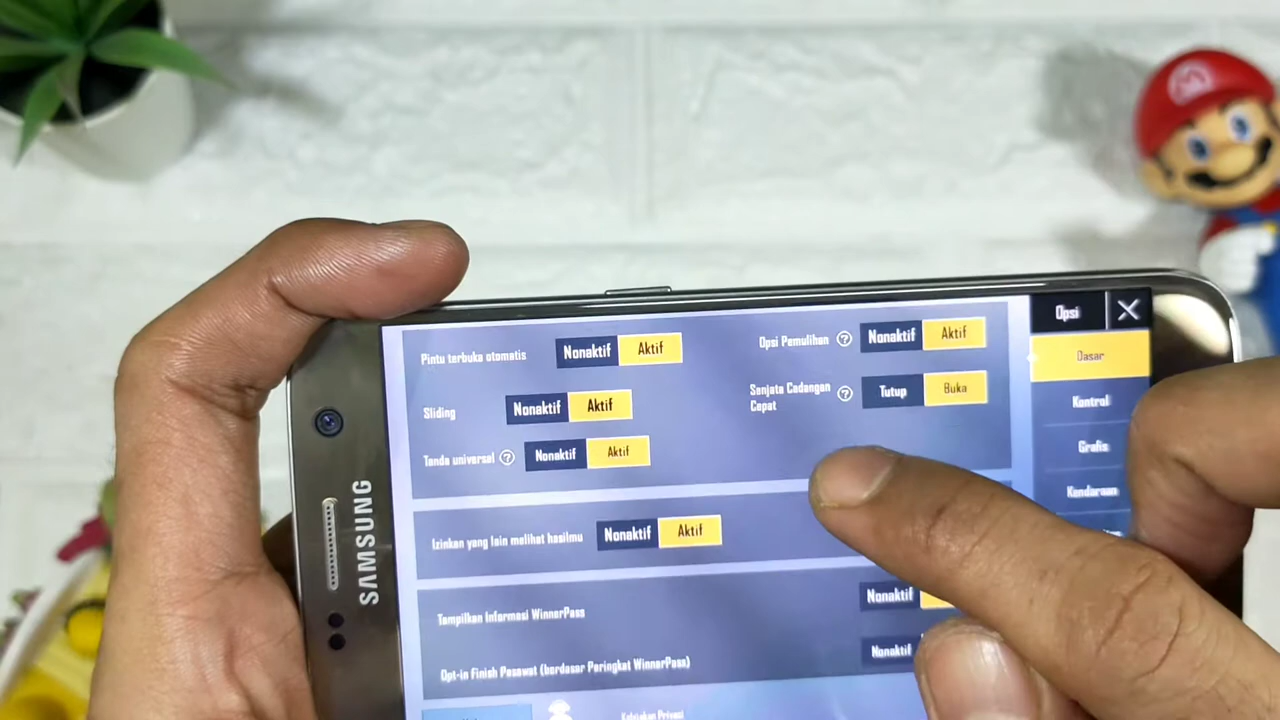 SAMSUNG
Pintu terbuka otomatis Nonaktif Aktif
Opsi Pemulihan ? Nonaktif Aktif
Sliding Nonaktif Aktif
Senjata Cadangan
Cepat ? Tutup Buka
Tanda universal ? Nonaktif Aktif
Izinkan yang lain melihat hasilmu Nonaktif Aktif
Tampilkan Informasi WinnerPass Nonaktif
Opt-in Finish Pesawat (berdasar Peringkat WinnerPass) Nonaktif
Kebijakan Privasi
Opsi X
Dasar
Kontrol
Grafis
Kendaraan
M